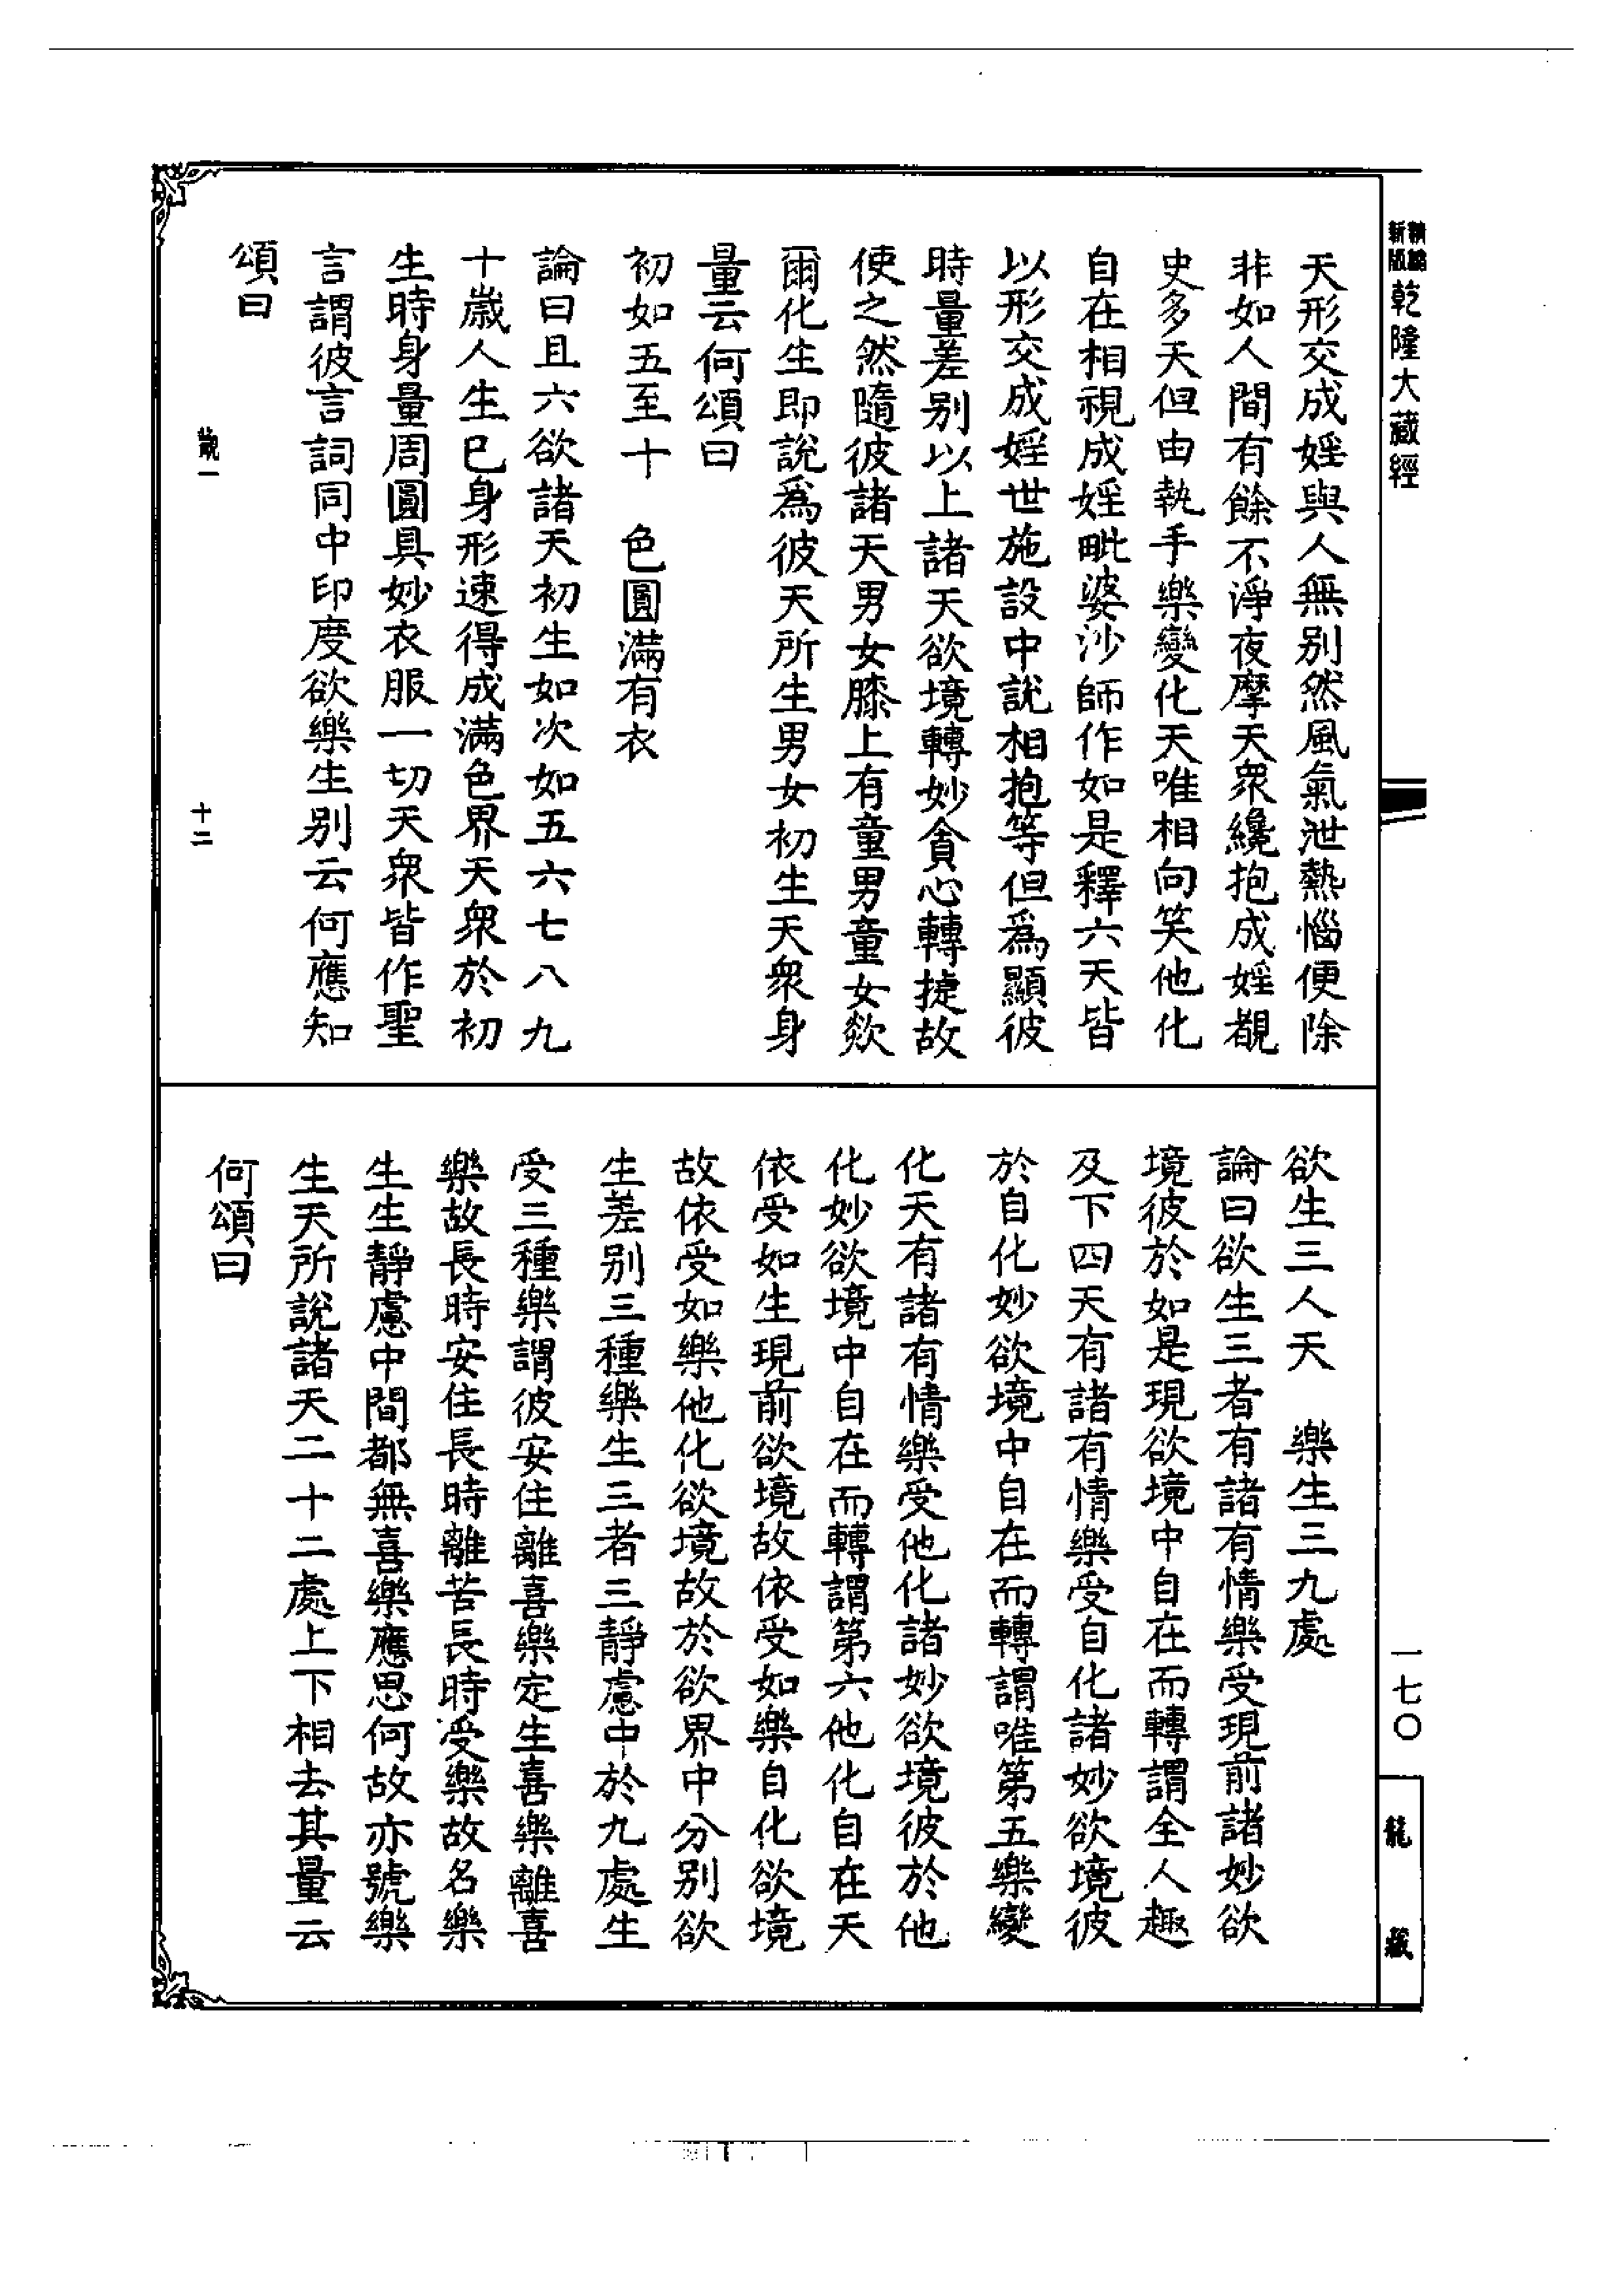 新編
新版
乾隆大藏經
天形交成婬與人無別然風氣泄熱惱便除
非如人間有餘不淨夜摩天衆纔抱成婬覩
史多天但由執手樂變化天唯相向笑他化
自在相視成婬毗婆沙師作如是釋六天皆
以形交成婬世施設中說相抱等但爲顯彼
時量差别以上諸天欲境轉妙貪心轉捷故
使之然隨彼諸天男女膝上有童男童女欻
爾化生即說爲彼天所生男女初生天衆身
量云何頌曰
初如五至十　色圓滿有衣
論曰且六欲諸天初生如次如五六七八九
十歲人生已身形速得成滿色界天衆於初
生時身量周圓具妙衣服一切天衆皆作聖
言謂彼言詞同中印度欲樂生别云何應知
頌曰
十二
欲生三人天　樂生三九處
論曰欲生三者有諸有情樂受現前諸妙欲
境彼於如是現欲境中自在而轉謂全人趣
及下四天有諸有情樂受自化諸妙欲境彼
於自化妙欲境中自在而轉謂唯第五樂變
化天有諸有情樂受他化諸妙欲境彼於他
化妙欲境中自在而轉謂第六他化自在天
依受如生現前欲境故依受如樂自化欲境
故依受如樂他化欲境故於欲界中分别欲
生差别三種樂生三者三靜慮中於九處生
受三種樂謂彼安住離喜樂定生喜樂離喜
樂故長時安住長時離苦長時受樂故名樂
生生靜慮中間都無喜樂應思何故亦號樂
生天所說諸天二十二處上下相去其量云
何頌曰
一七〇
龍藏